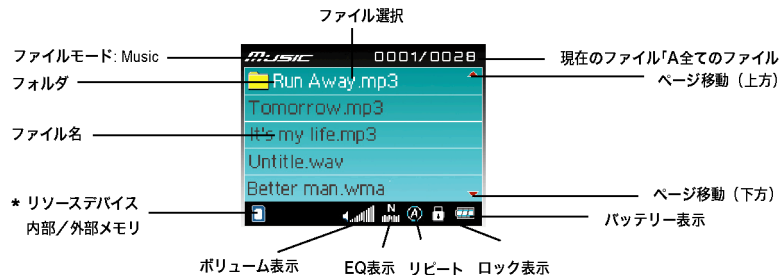 ファイル選択
ファイルモード: Music
Music 0001/0028
現在のファイル「A全てのファイル
フォルダ
Run Away.mp3
ページ移動（上方）
Tomorrow.mp3
ファイル名
It's my life.mp3
Untitle.wav
Better man.wma
ページ移動（下方）
* リソースデバイス
内部／外部メモリ
N
A
バッテリー表示
ボリューム表示
EQ表示
リピート
ロック表示